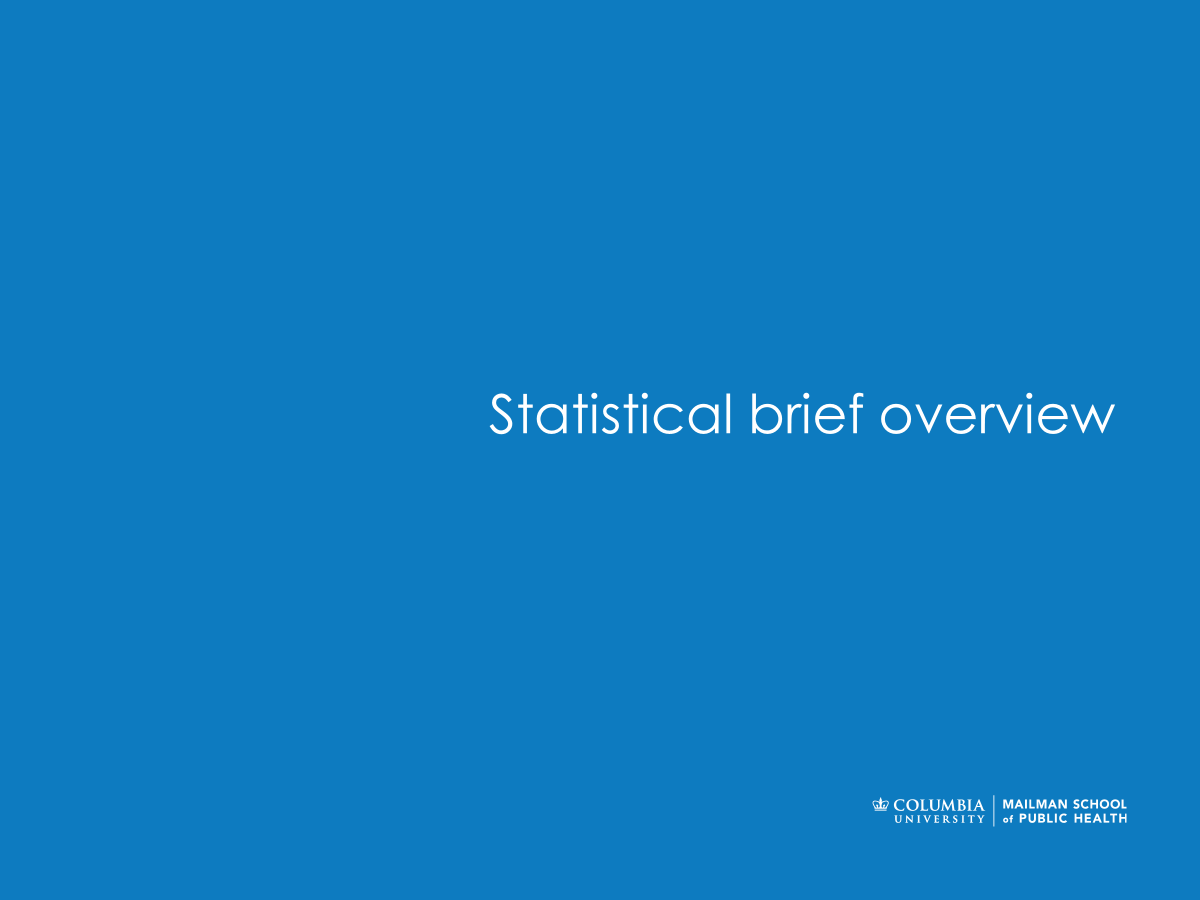 Statistical brief overview
COLUMBIA
UNIVERSITY
MAILMAN SCHOOL
of PUBLIC HEALTH